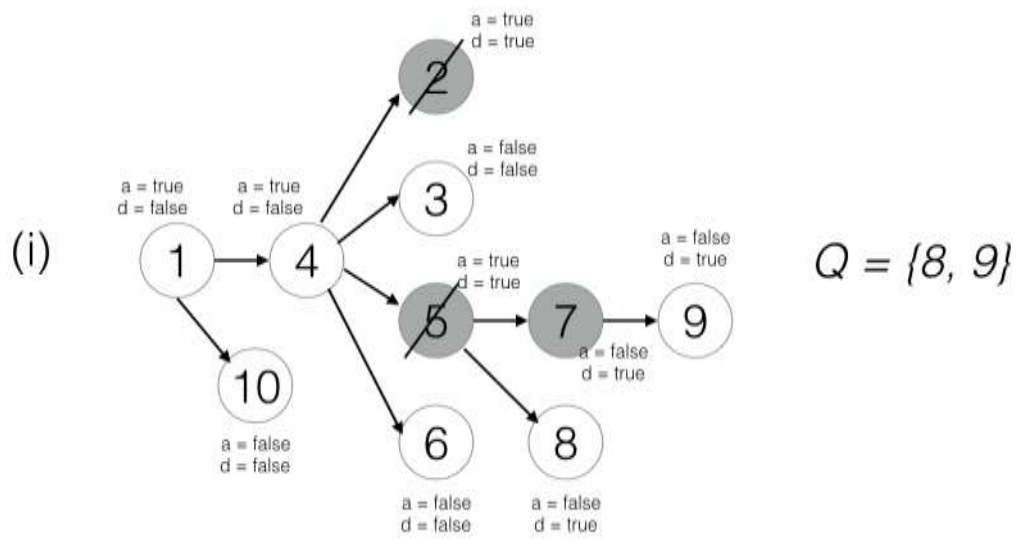 a = true
d = true
2
a = false
d = false
3
a = true
d = false
a = true
d = false
(i)
1
4
a = true
d = true
5
7
a = false
d = true
a = false
d = true
9
Q = {8, 9}
10
a = false
d = false
6
a = false
d = false
8
a = false
d = true